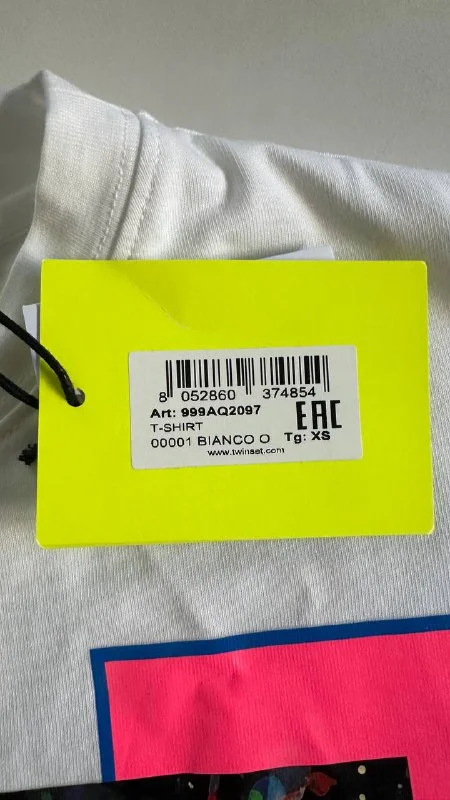 8 052860 374854
Art: 999AQ2097
EAC
T-SHIRT
00001 BIANCO O Tg: XS
www.twinset.com